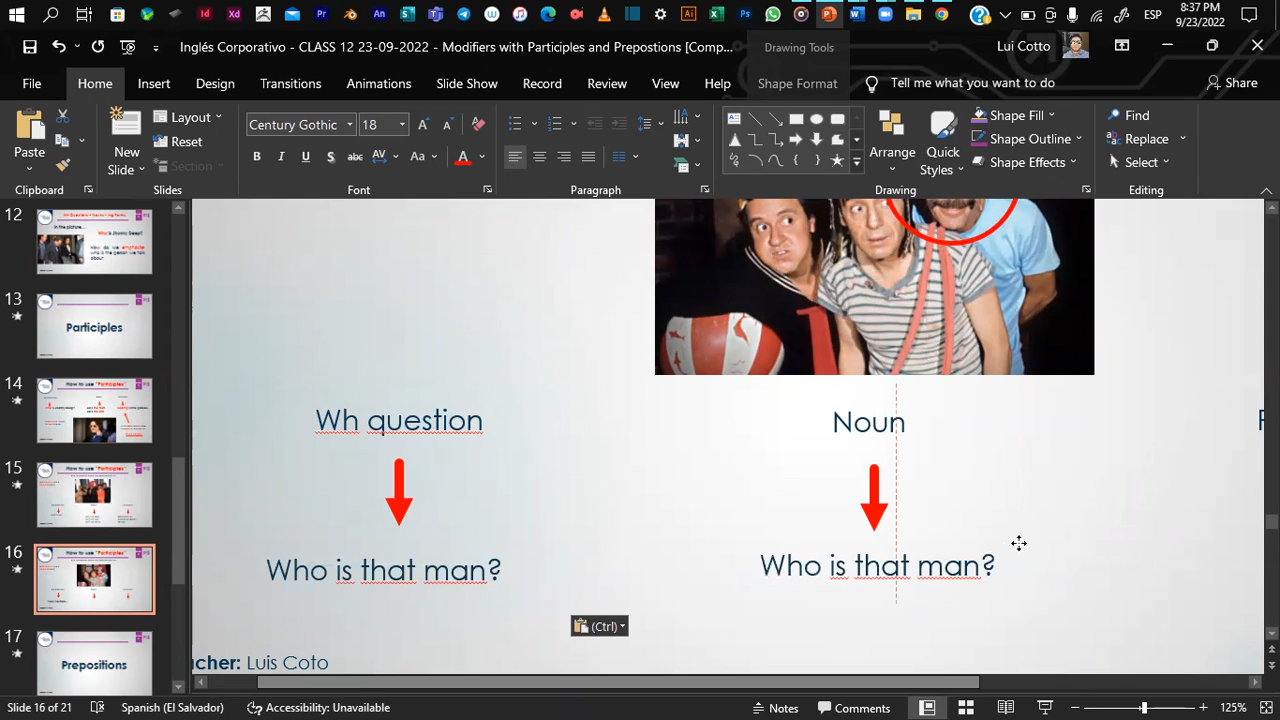 8:37 PM
ESP
9/23/2022
Inglés Corporativo - CLASS 12 23-09-2022 - Modifiers with Participles and Prepostions [Comp...
Drawing Tools
Lui Cotto
File
Home
Insert
Design
Transitions
Animations
Slide Show
Record
Review
View
Help
Shape Format
Tell me what you want to do
Share
Paste
New
Slide
Layout
Reset
Section
Century Gothic
18
Find
Replace
Select
Arrange
Quick
Styles
Shape Fill
Shape Outline
Shape Effects
Clipboard
Slides
Font
Paragraph
Drawing
Editing
12
In the picture...
13
Participles
14
How to use "Participles"
15
How to use "Participles"
16
How to use "Participles"
17
Prepositions
Wh question
Noun
Who is that man?
Who is that man?
(Ctrl)
cher: Luis Coto
Slide 16 of 21
Spanish (El Salvador)
Accessibility: Unavailable
Notes
Comments
125%